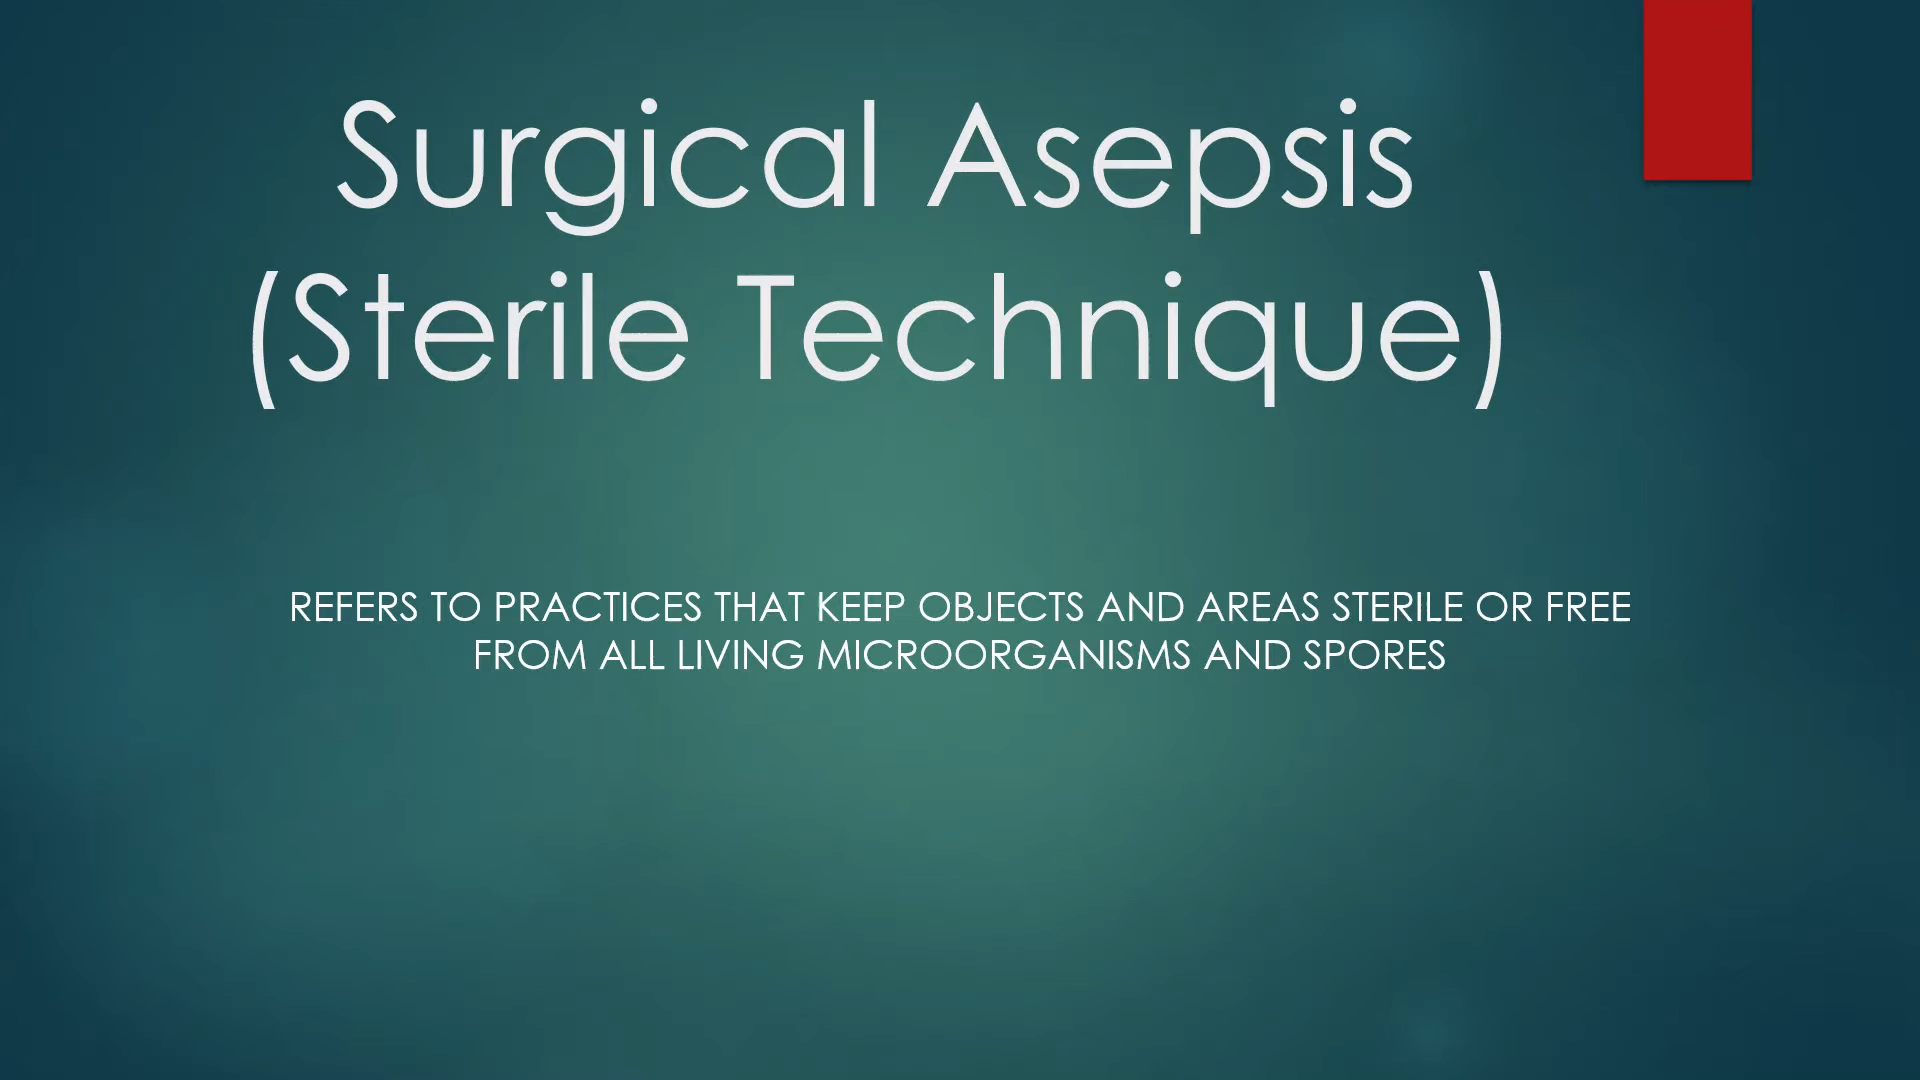 Surgical Asepsis
(Sterile Technique)
REFERS TO PRACTICES THAT KEEP OBJECTS AND AREAS STERILE OR FREE
FROM ALL LIVING MICROORGANISMS AND SPORES